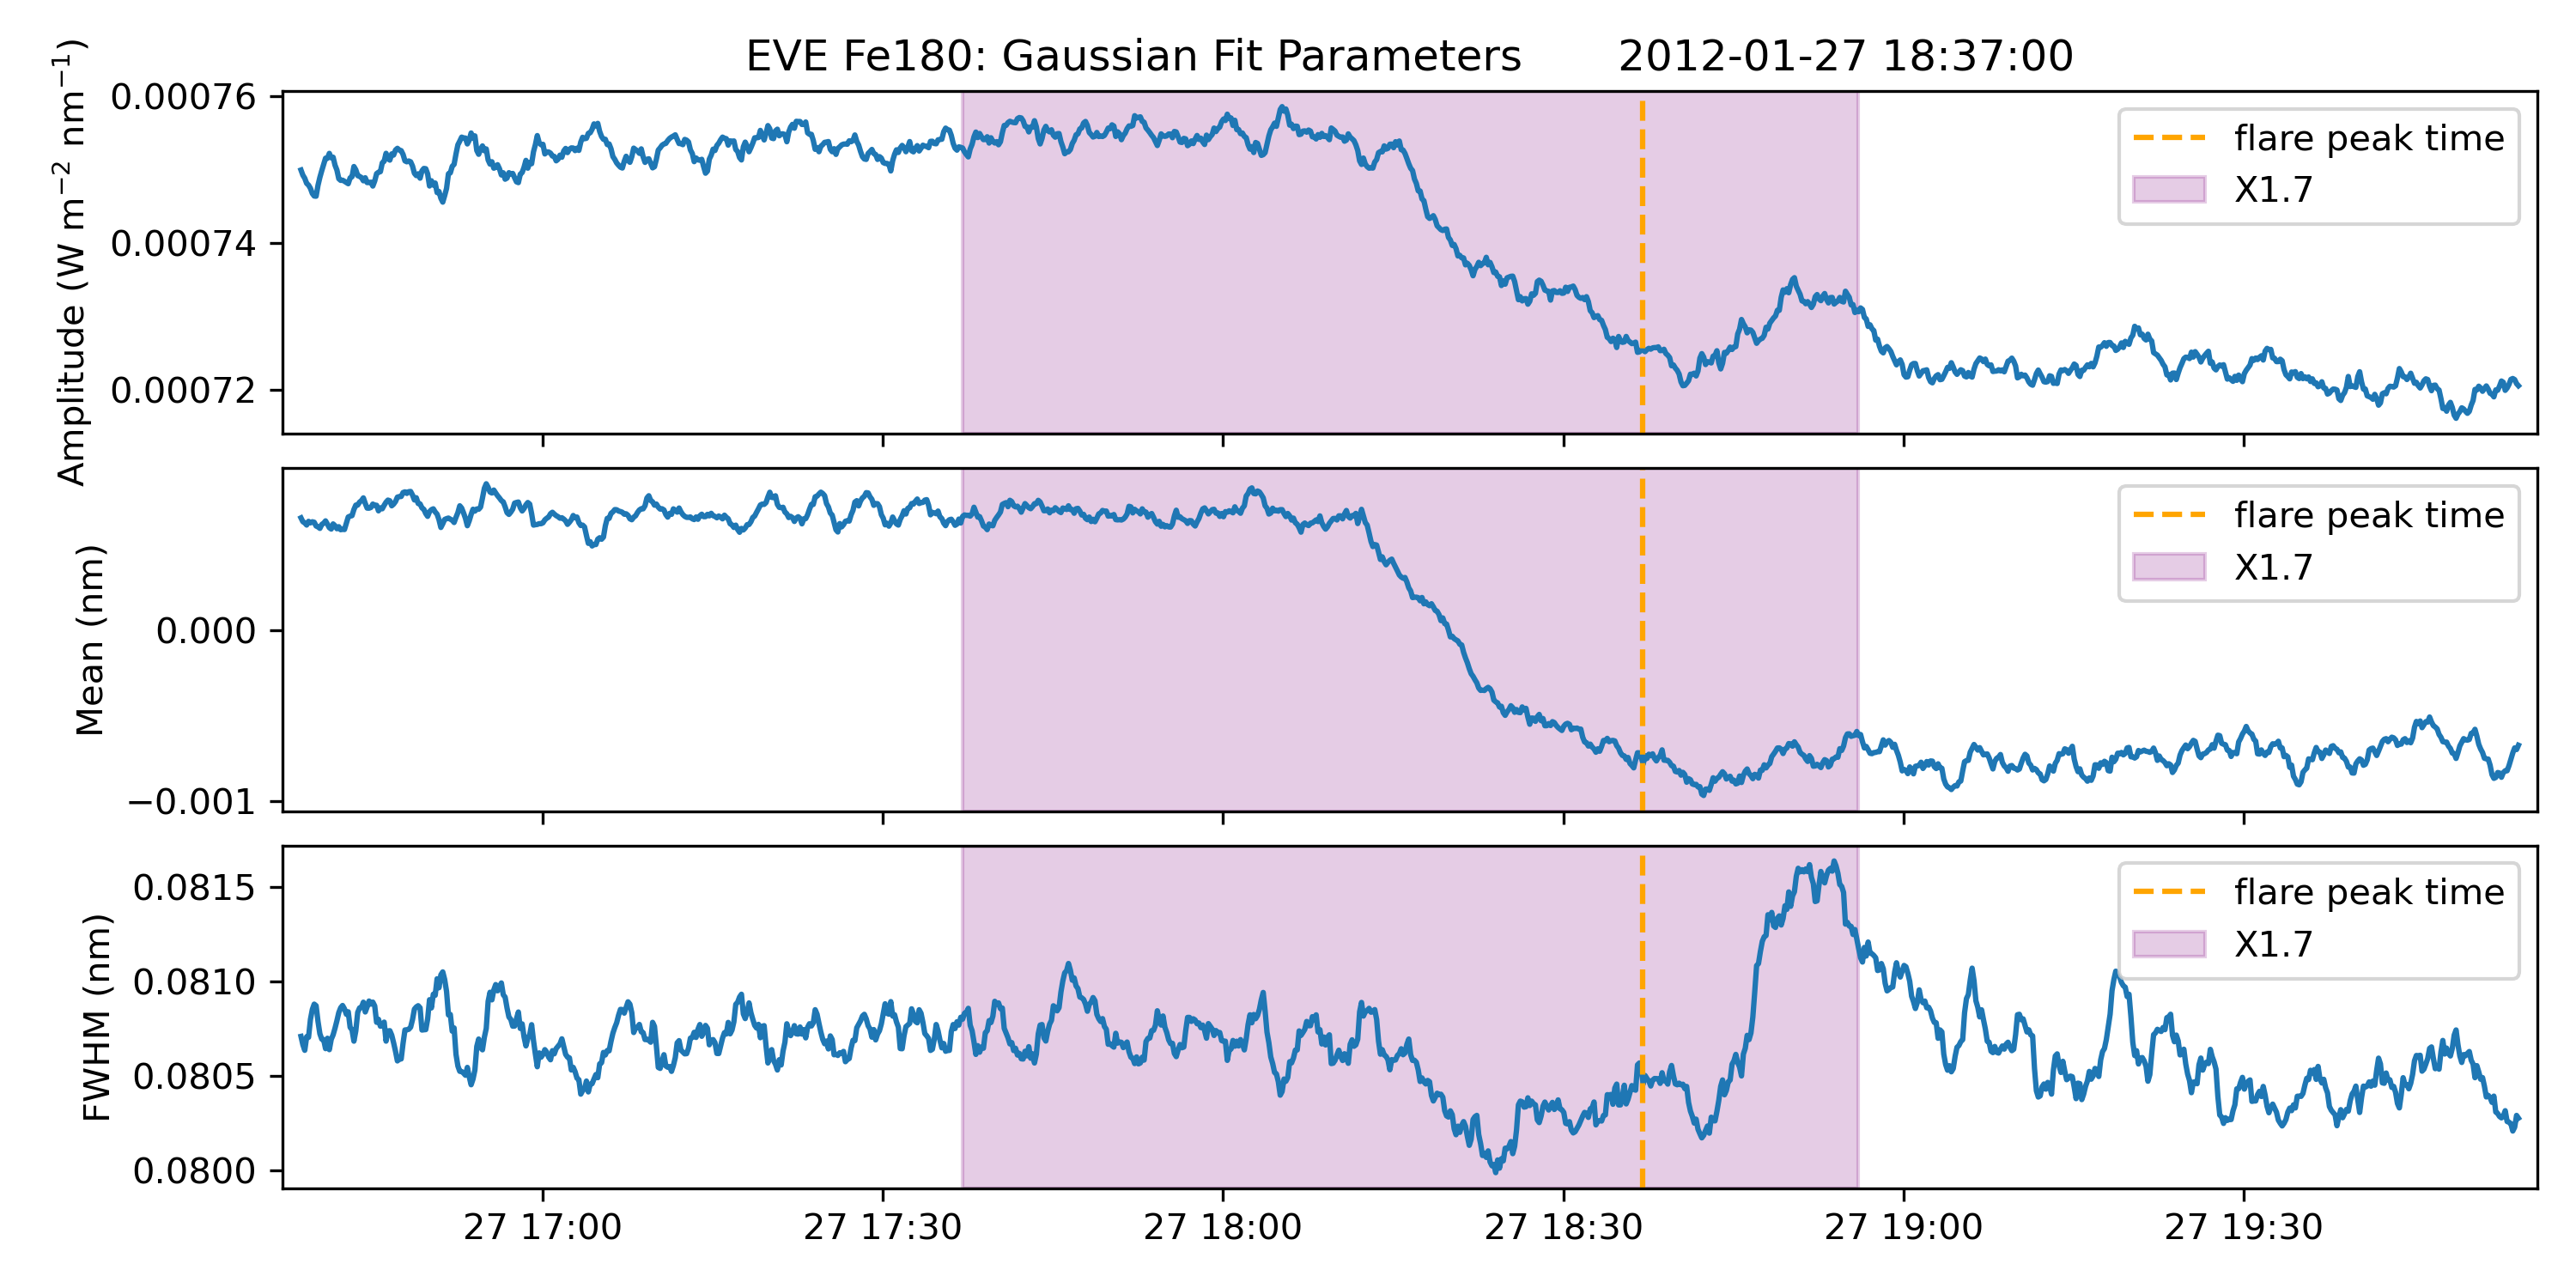 EVE Fe180: Gaussian Fit Parameters 2012-01-27 18:37:00
Amplitude (W m⁻² nm⁻¹)
0.00076
0.00074
0.00072
flare peak time
X1.7
Mean (nm)
0.000
−0.001
flare peak time
X1.7
FWHM (nm)
0.0815
0.0810
0.0805
0.0800
flare peak time
X1.7
27 17:00 27 17:30 27 18:00 27 18:30 27 19:00 27 19:30